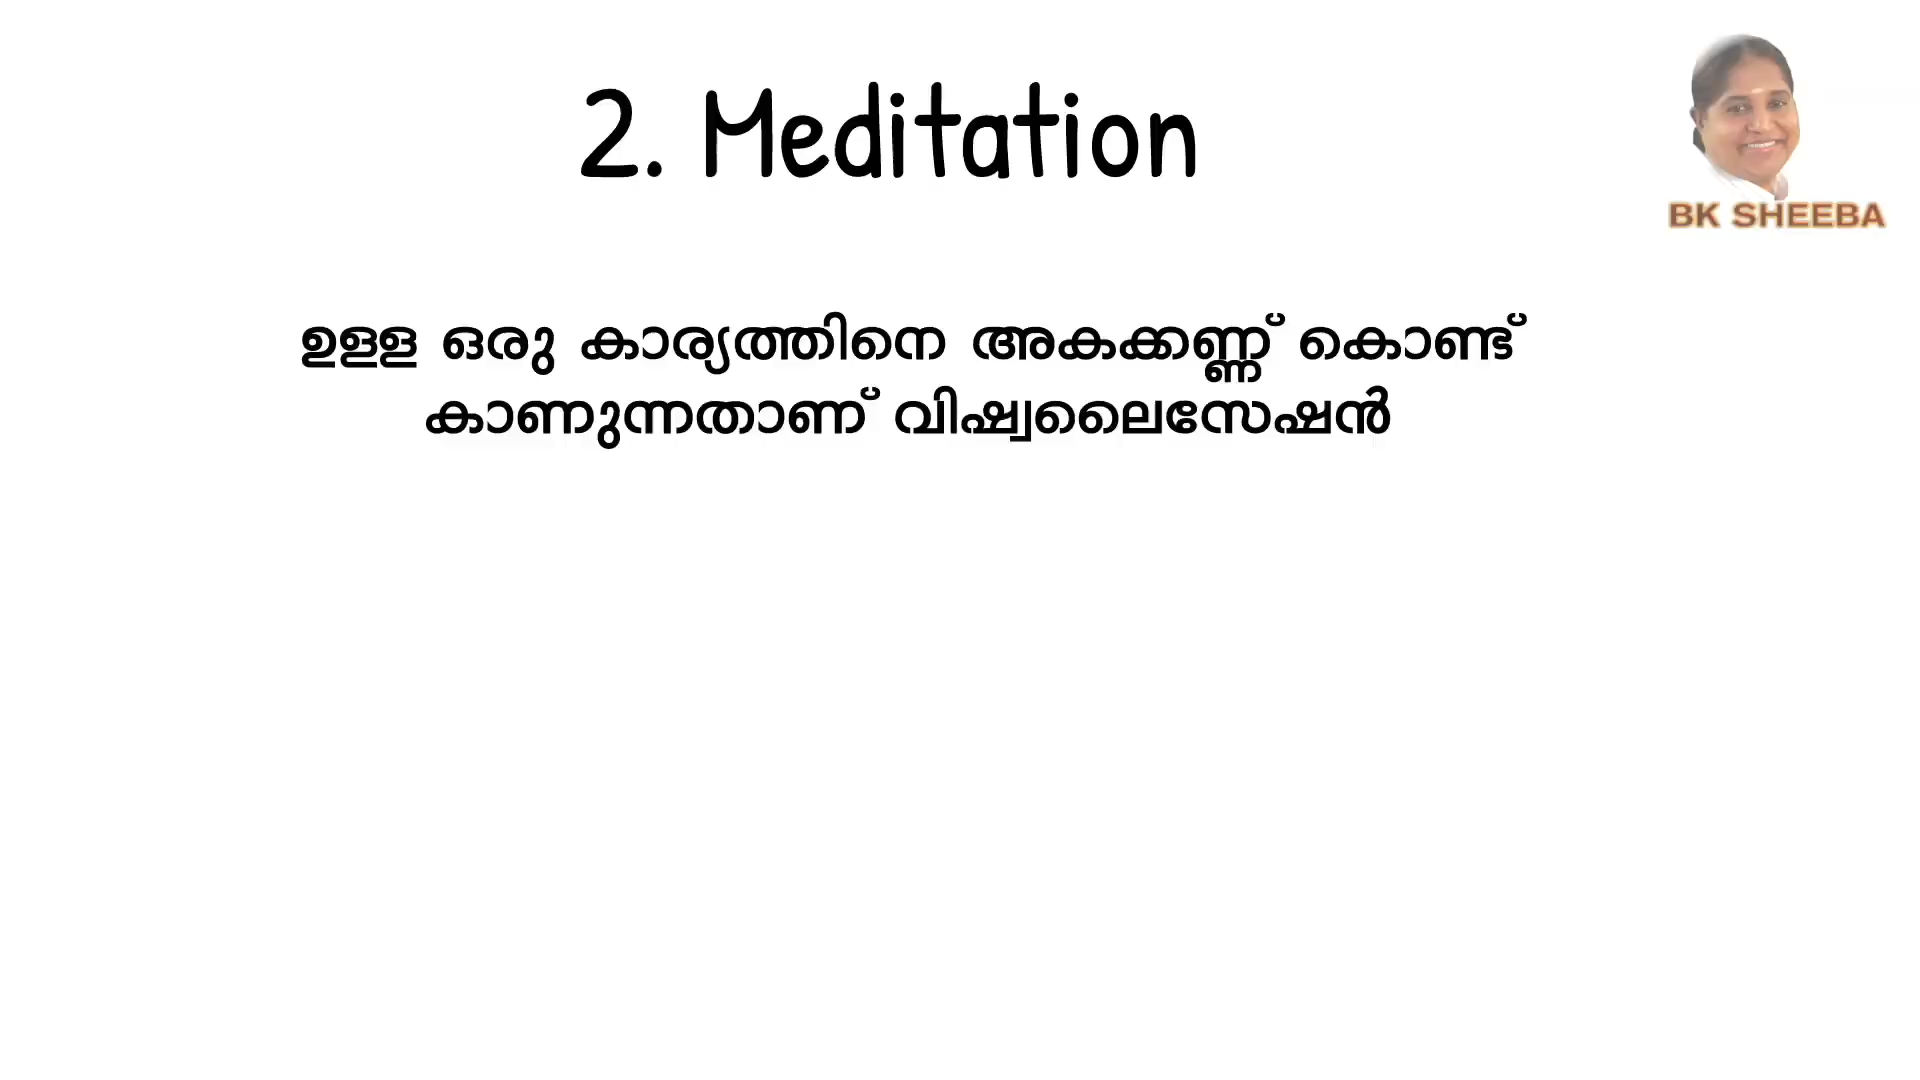 2. Meditation
BK SHEEBA
ഉള്ള ഒരു കാര്യത്തിനെ അകക്കണ്ണ് കൊണ്ട്
കാണുന്നതാണ് വിഷ്വലൈസേഷൻ